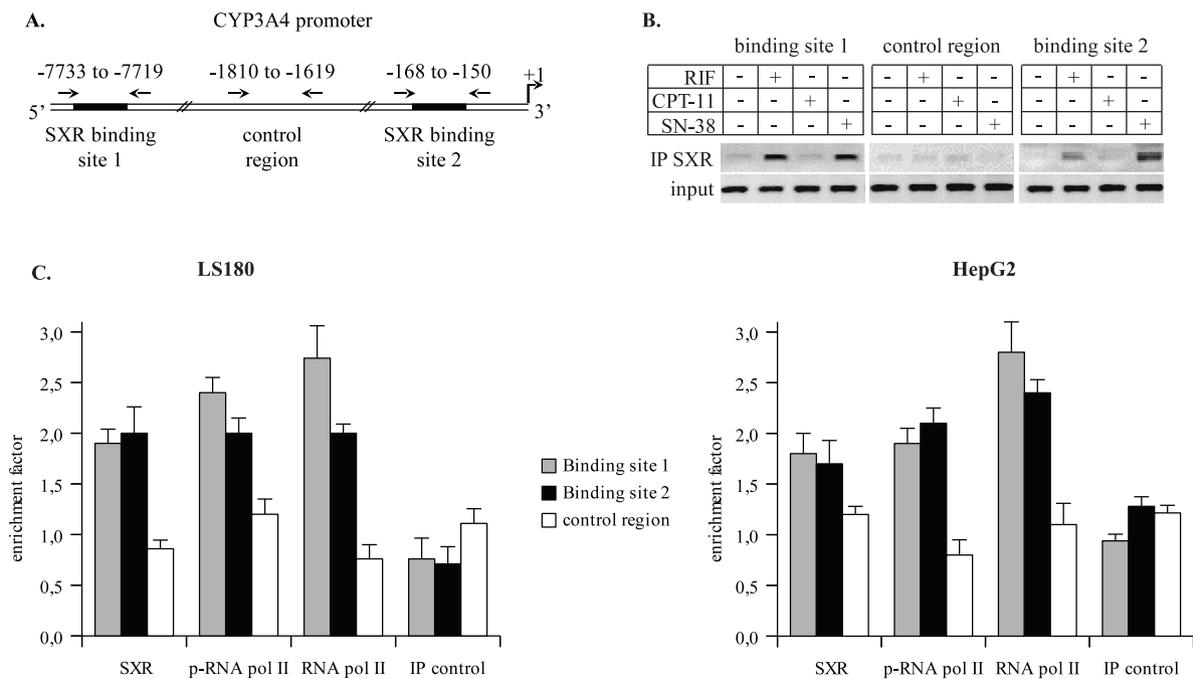 A.
CYP3A4 promoter
-7733 to -7719
-1810 to -1619
-168 to -150
+1
5’
3’
SXR binding
site 1
control
region
SXR binding
site 2
B.
binding site 1
control region
binding site 2
RIF - + - - - + - - - + - -
CPT-11 - - + - - - + - - - + -
SN-38 - - - + - - - + - - - +
IP SXR
input
C.
LS180
enrichment factor
3,0
2,5
2,0
1,5
1,0
0,5
0,0
SXR
p-RNA pol II
RNA pol II
IP control
Binding site 1
Binding site 2
control region
HepG2
enrichment factor
3,0
2,5
2,0
1,5
1,0
0,5
0,0
SXR
p-RNA pol II
RNA pol II
IP control